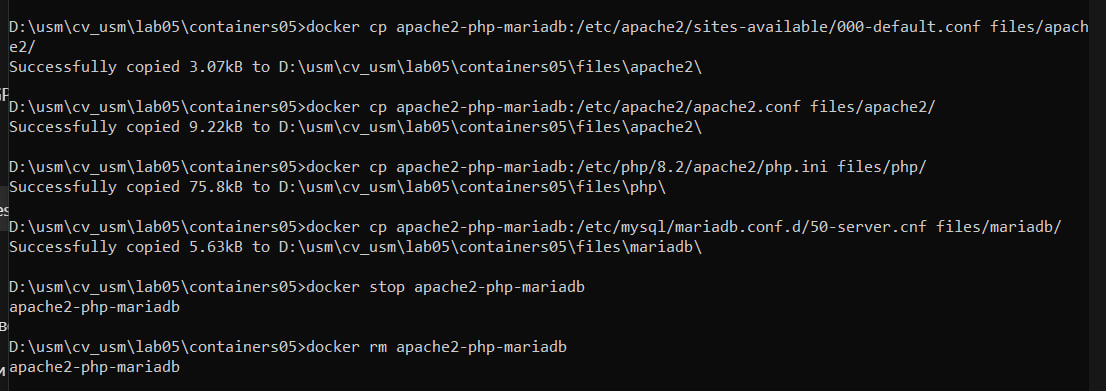 D:\usm\cv_usm\lab05\containers05>docker cp apache2-php-mariadb:/etc/apache2/sites-available/000-default.conf files/apach
e2/
Successfully copied 3.07kB to D:\usm\cv_usm\lab05\containers05\files\apache2\
D:\usm\cv_usm\lab05\containers05>docker cp apache2-php-mariadb:/etc/apache2/apache2.conf files/apache2/
Successfully copied 9.22kB to D:\usm\cv_usm\lab05\containers05\files\apache2\
D:\usm\cv_usm\lab05\containers05>docker cp apache2-php-mariadb:/etc/php/8.2/apache2/php.ini files/php/
Successfully copied 75.8kB to D:\usm\cv_usm\lab05\containers05\files\php\
D:\usm\cv_usm\lab05\containers05>docker cp apache2-php-mariadb:/etc/mysql/mariadb.conf.d/50-server.cnf files/mariadb/
Successfully copied 5.63kB to D:\usm\cv_usm\lab05\containers05\files\mariadb\
D:\usm\cv_usm\lab05\containers05>docker stop apache2-php-mariadb
apache2-php-mariadb
D:\usm\cv_usm\lab05\containers05>docker rm apache2-php-mariadb
apache2-php-mariadb